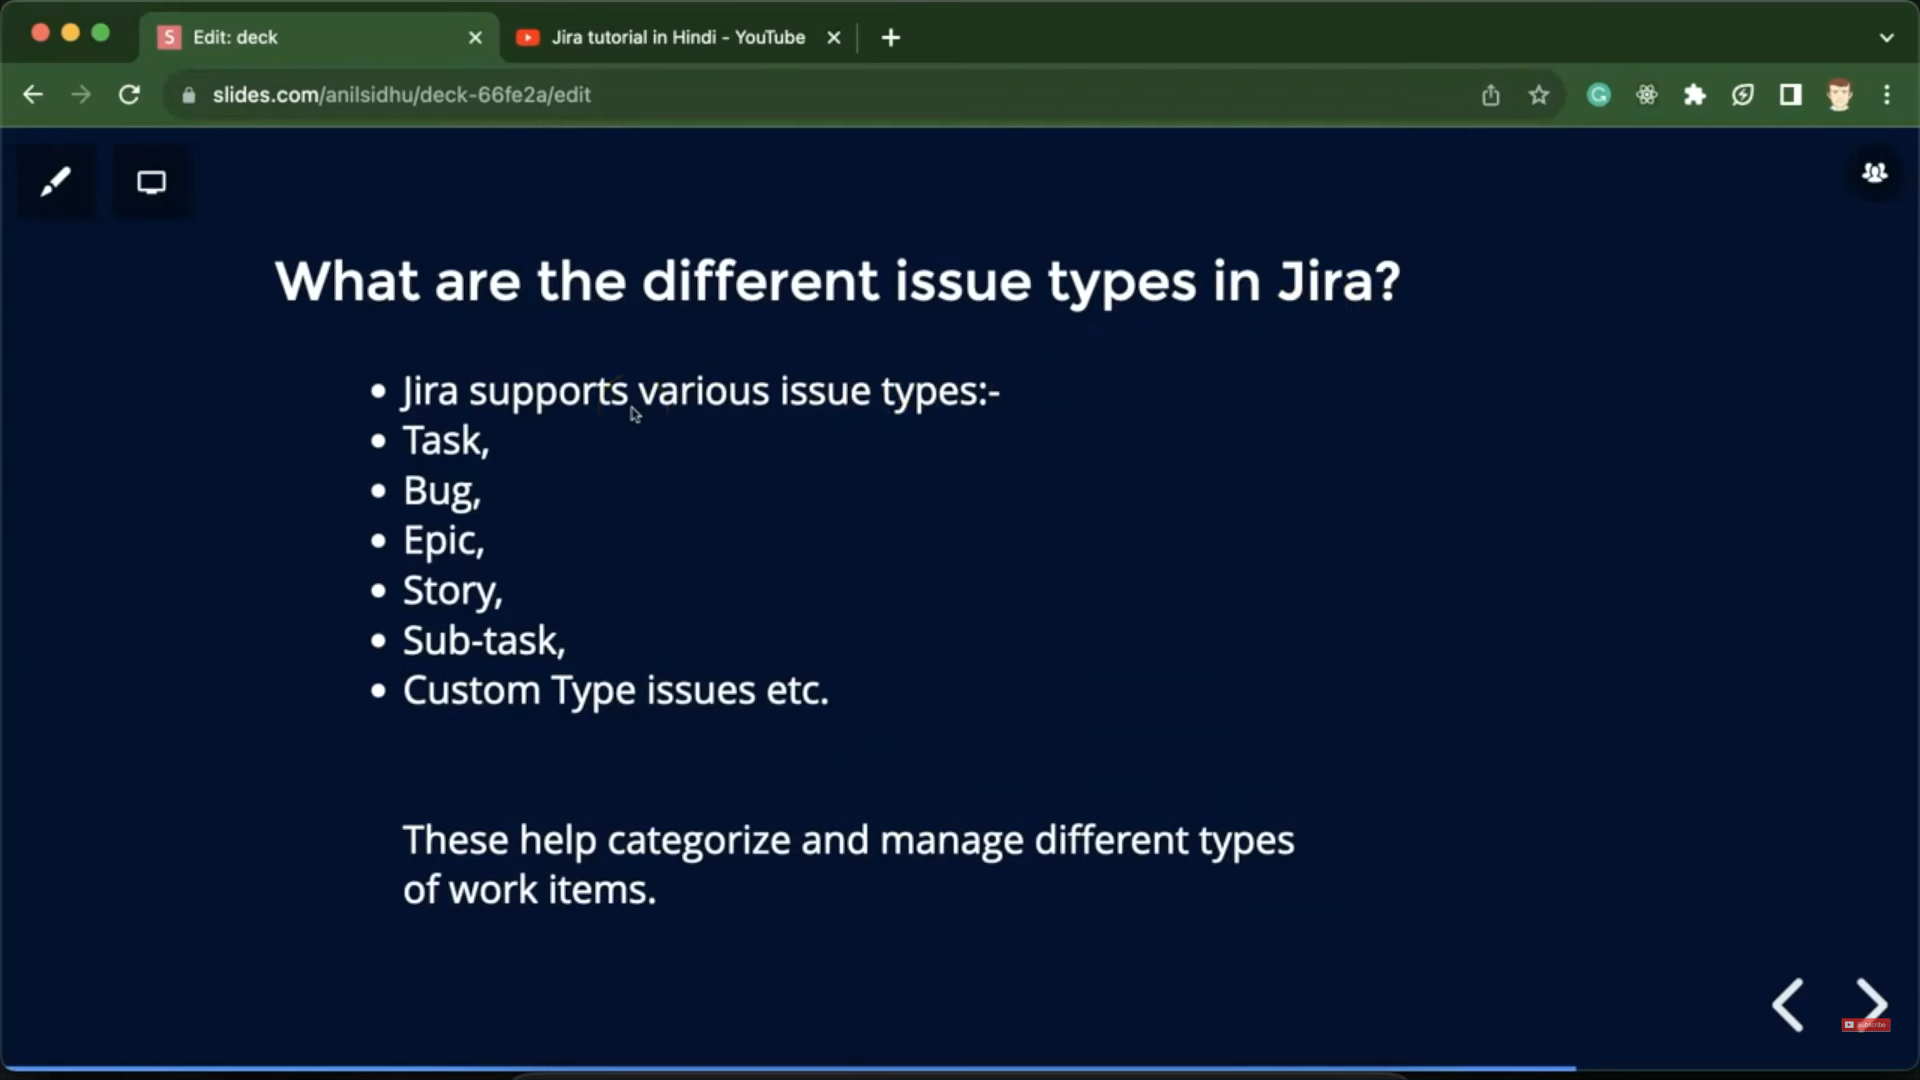 Edit: deck
Jira tutorial in Hindi - YouTube
slides.com/anilsidhu/deck-66fe2a/edit
What are the different issue types in Jira?
Jira supports various issue types:-
Task,
Bug,
Epic,
Story,
Sub-task,
Custom Type issues etc.
These help categorize and manage different types
of work items.
Subscribe